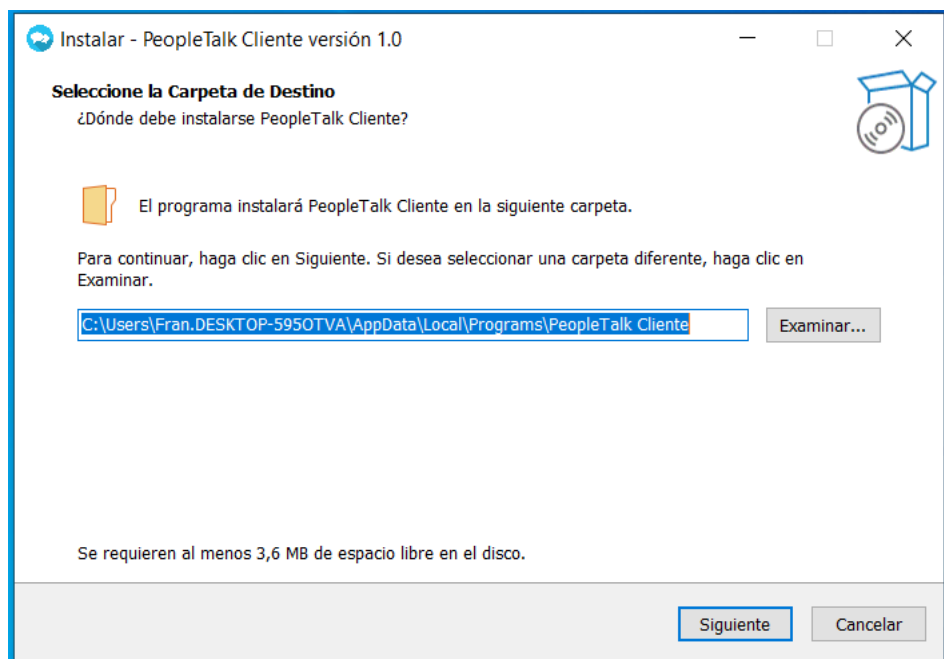 Instalar - PeopleTalk Cliente versión 1.0
Seleccione la Carpeta de Destino
¿Dónde debe instalarse PeopleTalk Cliente?
El programa instalará PeopleTalk Cliente en la siguiente carpeta.
Para continuar, haga clic en Siguiente. Si desea seleccionar una carpeta diferente, haga clic en
Examinar.
C:\Users\Fran.DESKTOP-595OTVA\AppData\Local\Programs\PeopleTalk Cliente
Examinar...
Se requieren al menos 3,6 MB de espacio libre en el disco.
Siguiente
Cancelar